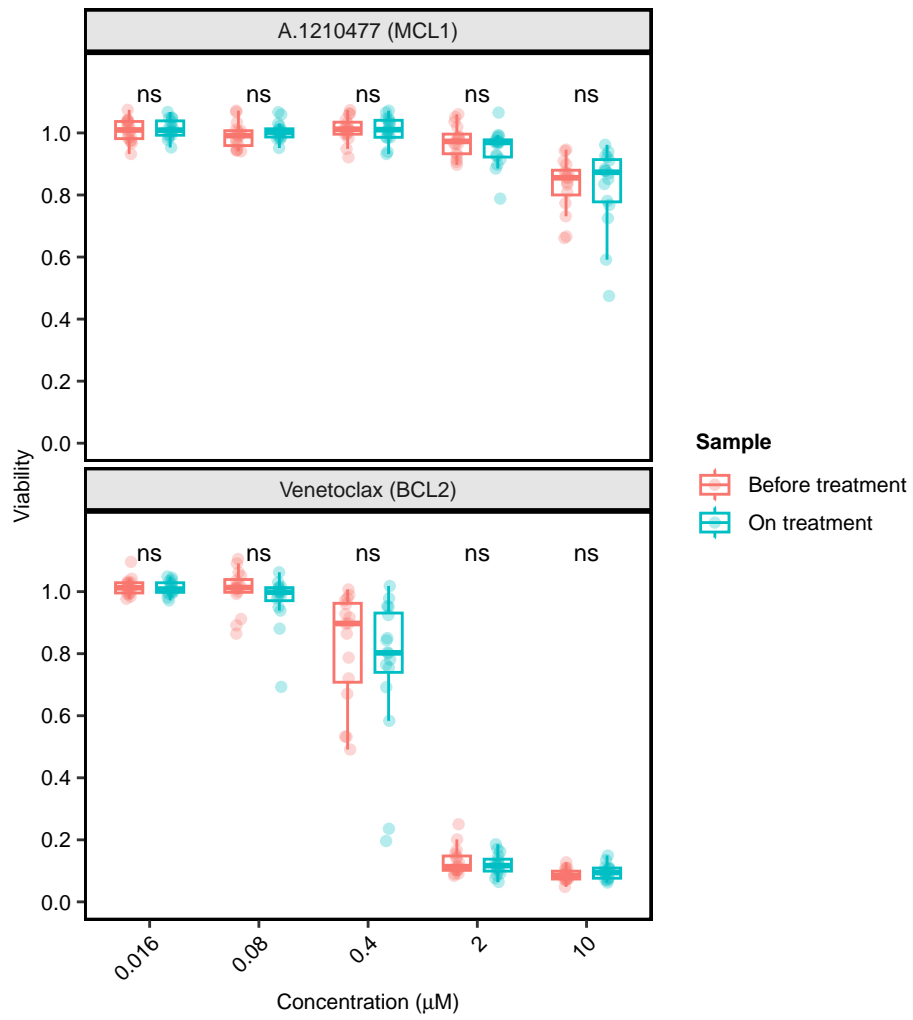 A.1210477 (MCL1)
ns ns ns ns ns
1.0
0.8
0.6
0.4
0.2
0.0
Viability
Venetoclax (BCL2)
ns ns ns ns ns
1.0
0.8
0.6
0.4
0.2
0.0
0.016 0.08 0.4 2 10
Concentration (μM)
Sample
Before treatment
On treatment